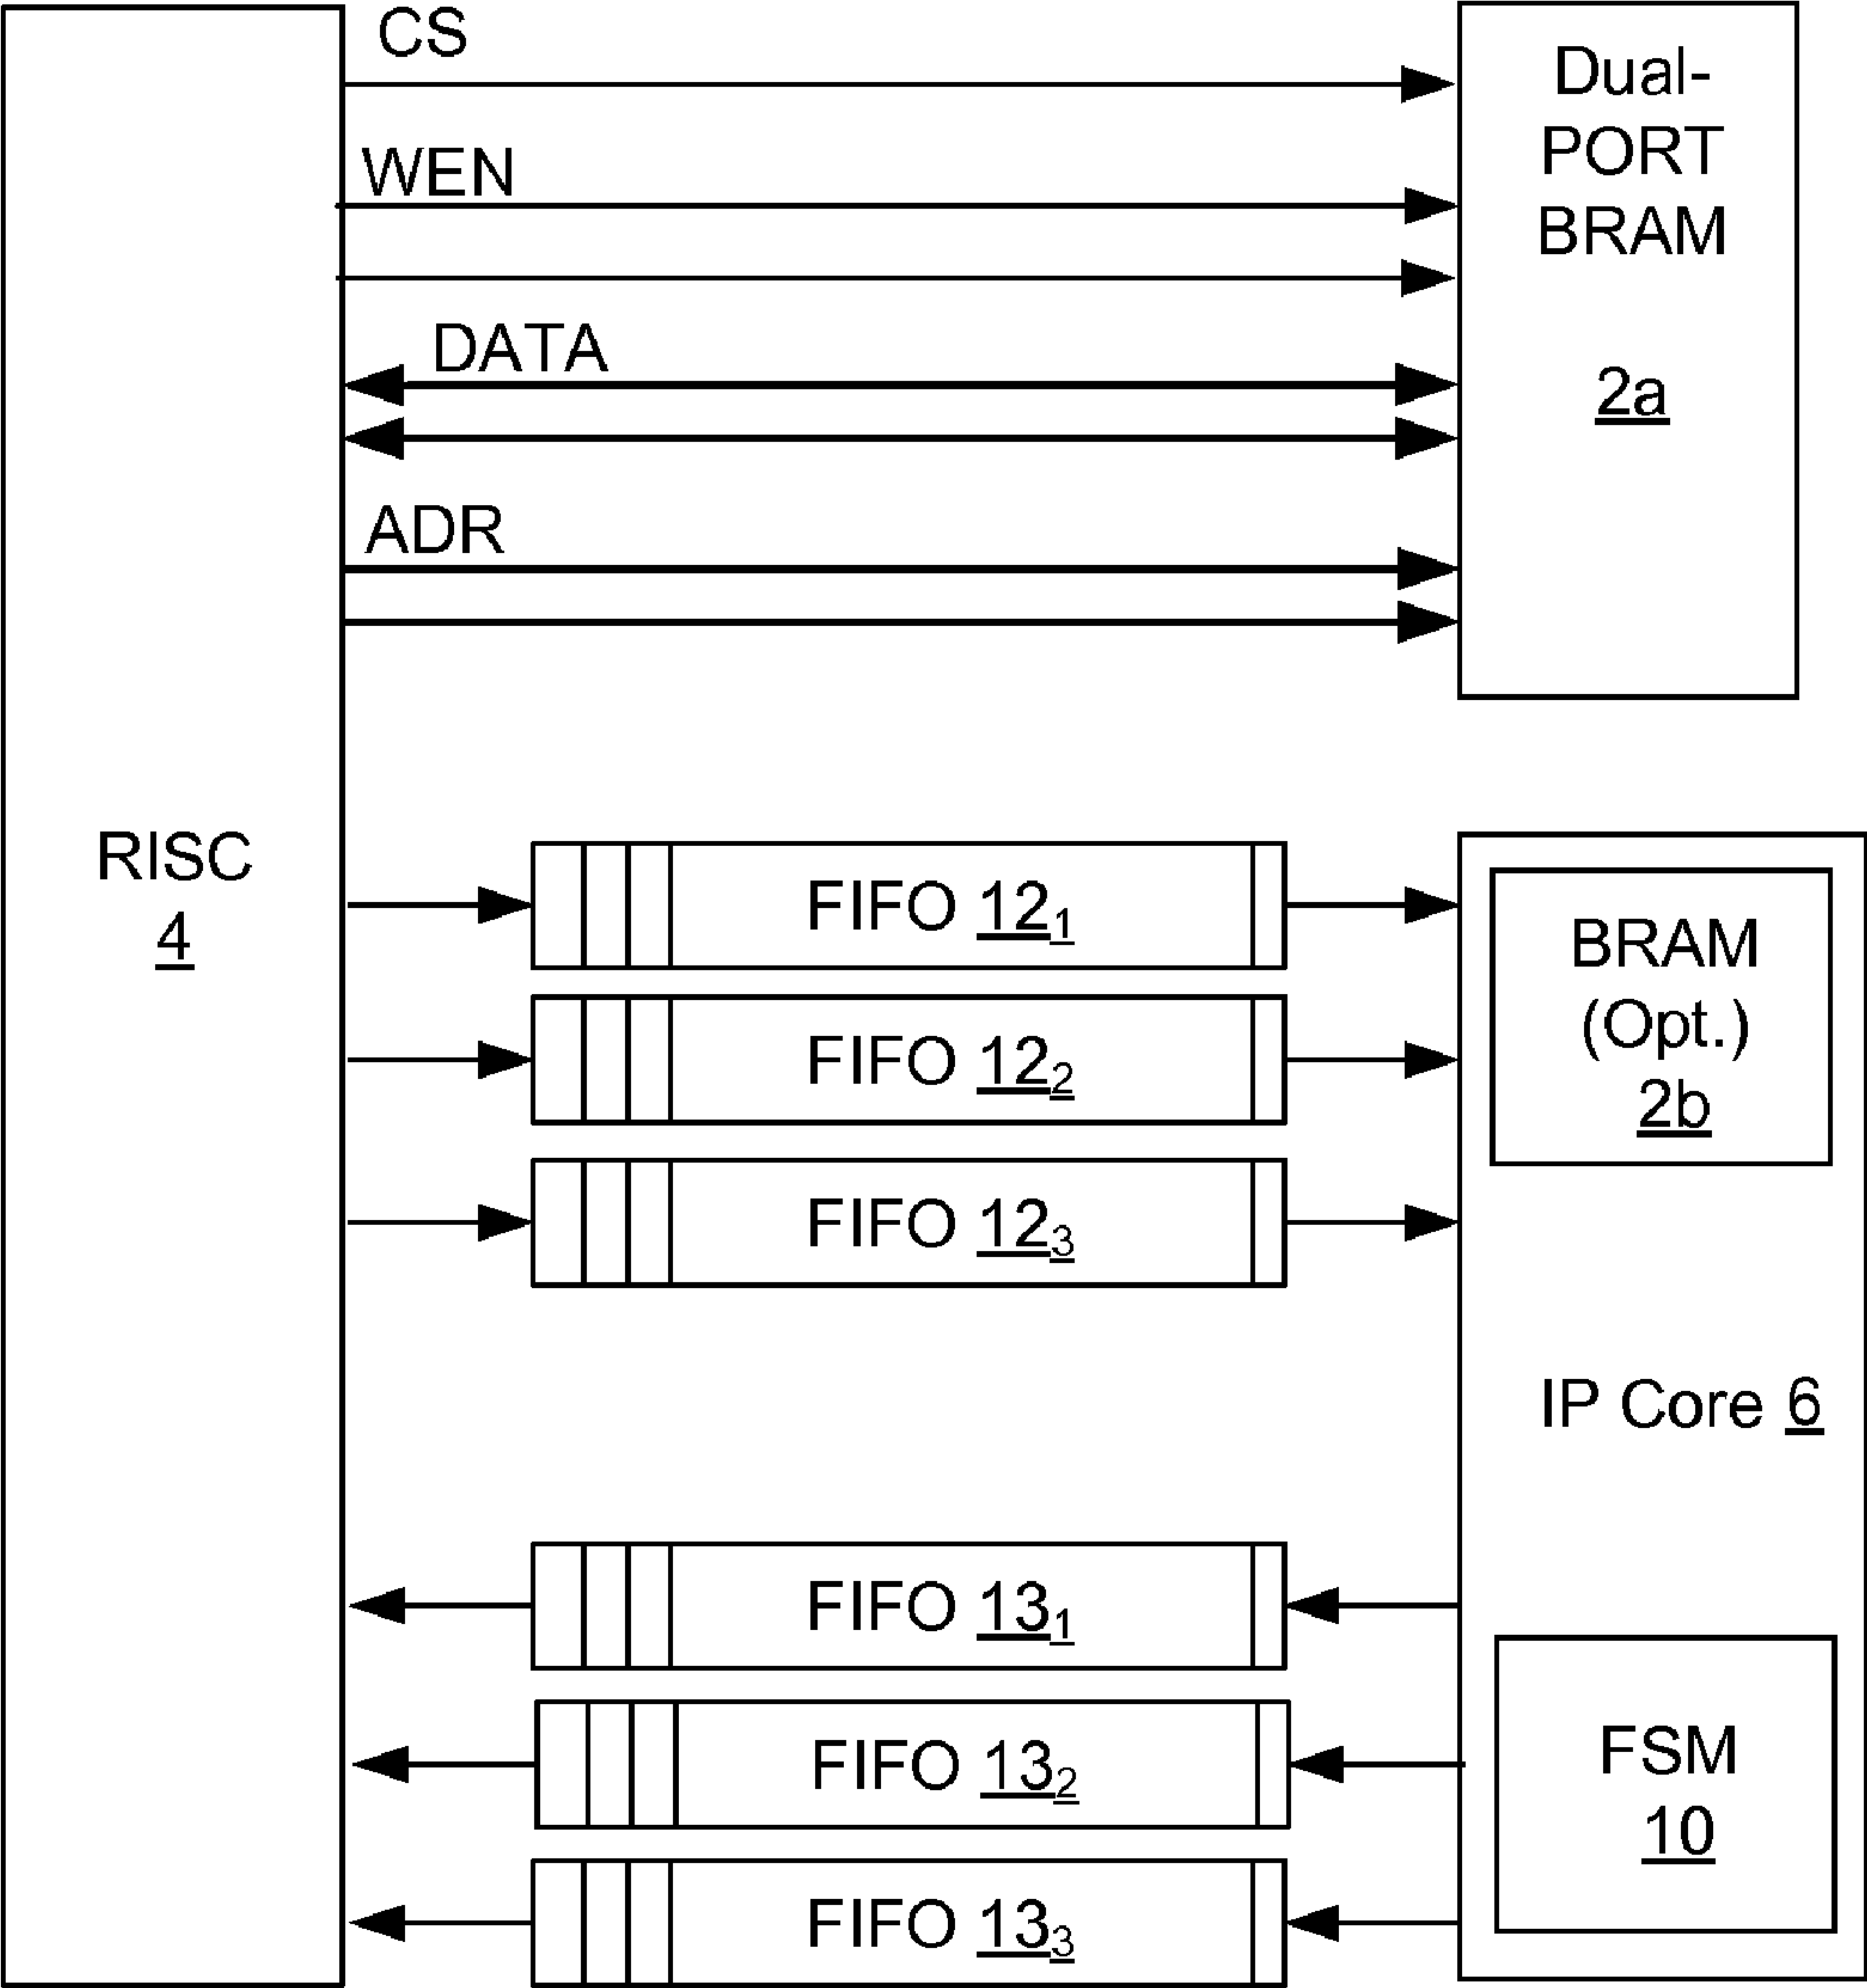 CS
WEN
DATA
ADR
Dual-
PORT
BRAM
2a
RISC
4
FIFO 12₁
FIFO 12₂
FIFO 12₃
BRAM
(Opt.)
2b
IP Core 6
FIFO 13₁
FIFO 13₂
FIFO 13₃
FSM
10